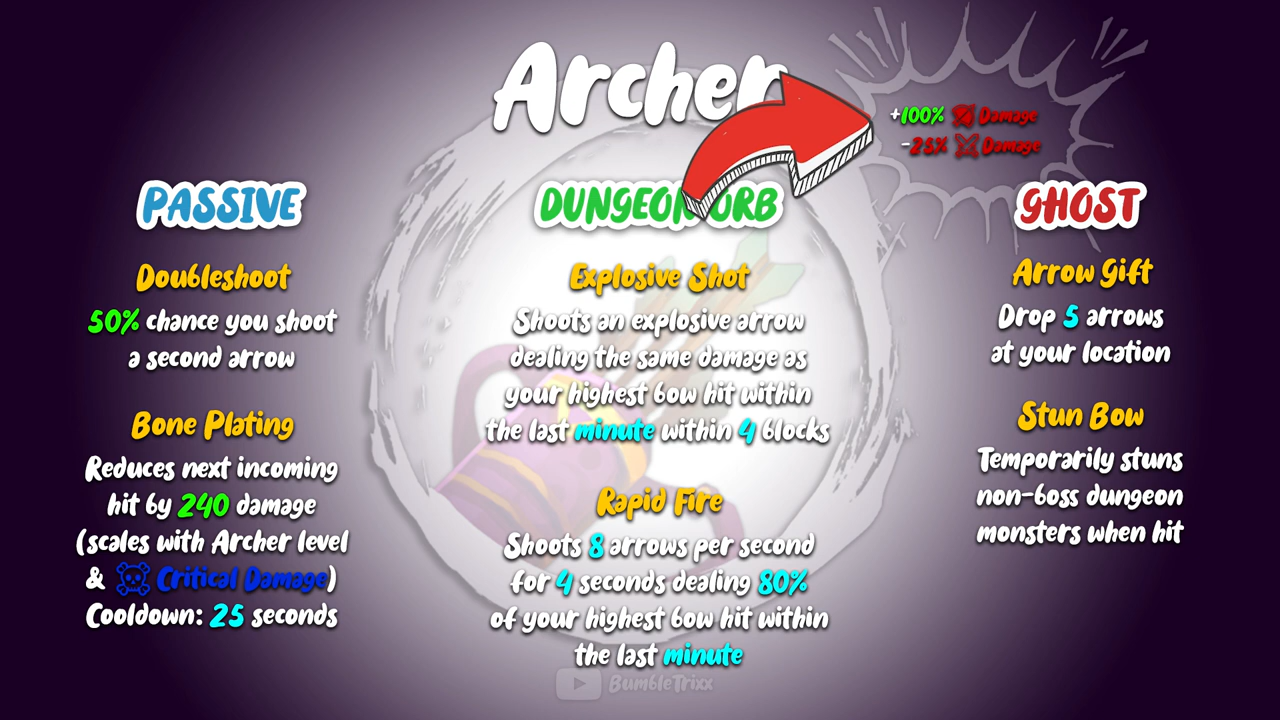 Archer
+100% Damage
-25% Damage
PASSIVE
Doubleshoot
50% chance you shoot
a second arrow
Bone Plating
Reduces next incoming
hit by 240 damage
(scales with Archer level
& Critical Damage)
Cooldown: 25 seconds
DUNGEON ORB
Explosive Shot
Shoots an explosive arrow
dealing the same damage as
your highest bow hit within
the last minute within 4 blocks
Rapid Fire
Shoots 8 arrows per second
for 4 seconds dealing 80%
of your highest bow hit within
the last minute
GHOST
Arrow Gift
Drop 5 arrows
at your location
Stun Bow
Temporarily stuns
non-boss dungeon
monsters when hit
BumbleTrixx